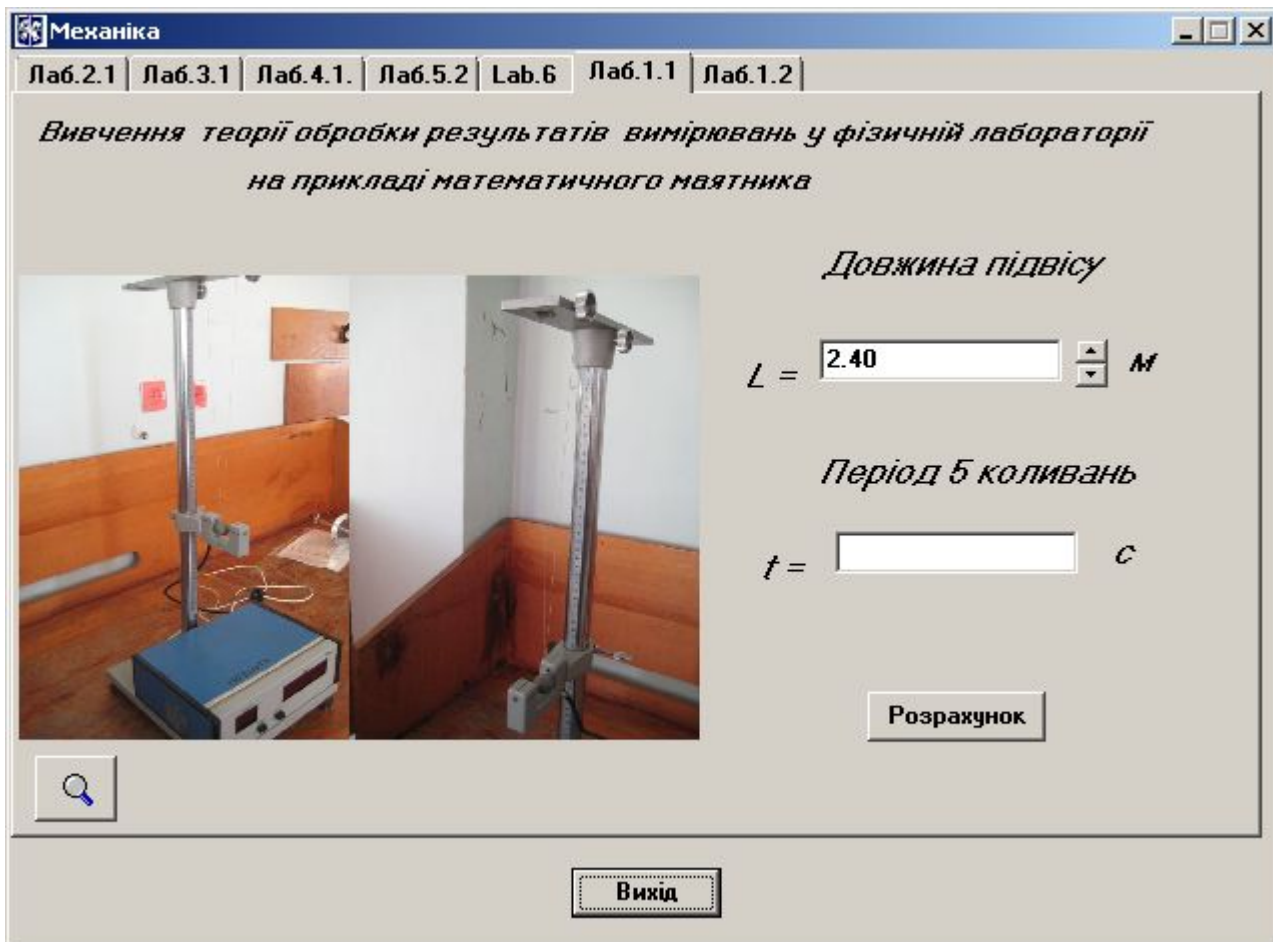 Механіка
Лаб.2.1 Лаб.3.1 Лаб.4.1. Лаб.5.2 Lab.6 Лаб.1.1 Лаб.1.2
Вивчення теорії обробки результатів вимірювань у фізичній лабораторії
на прикладі математичного маятника
Довжина підвісу
L = 2.40 м
Період 5 коливань
t = с
Розрахунок
Вихід